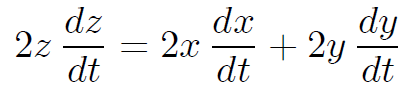 2z dz/dt = 2x dx/dt + 2y dy/dt